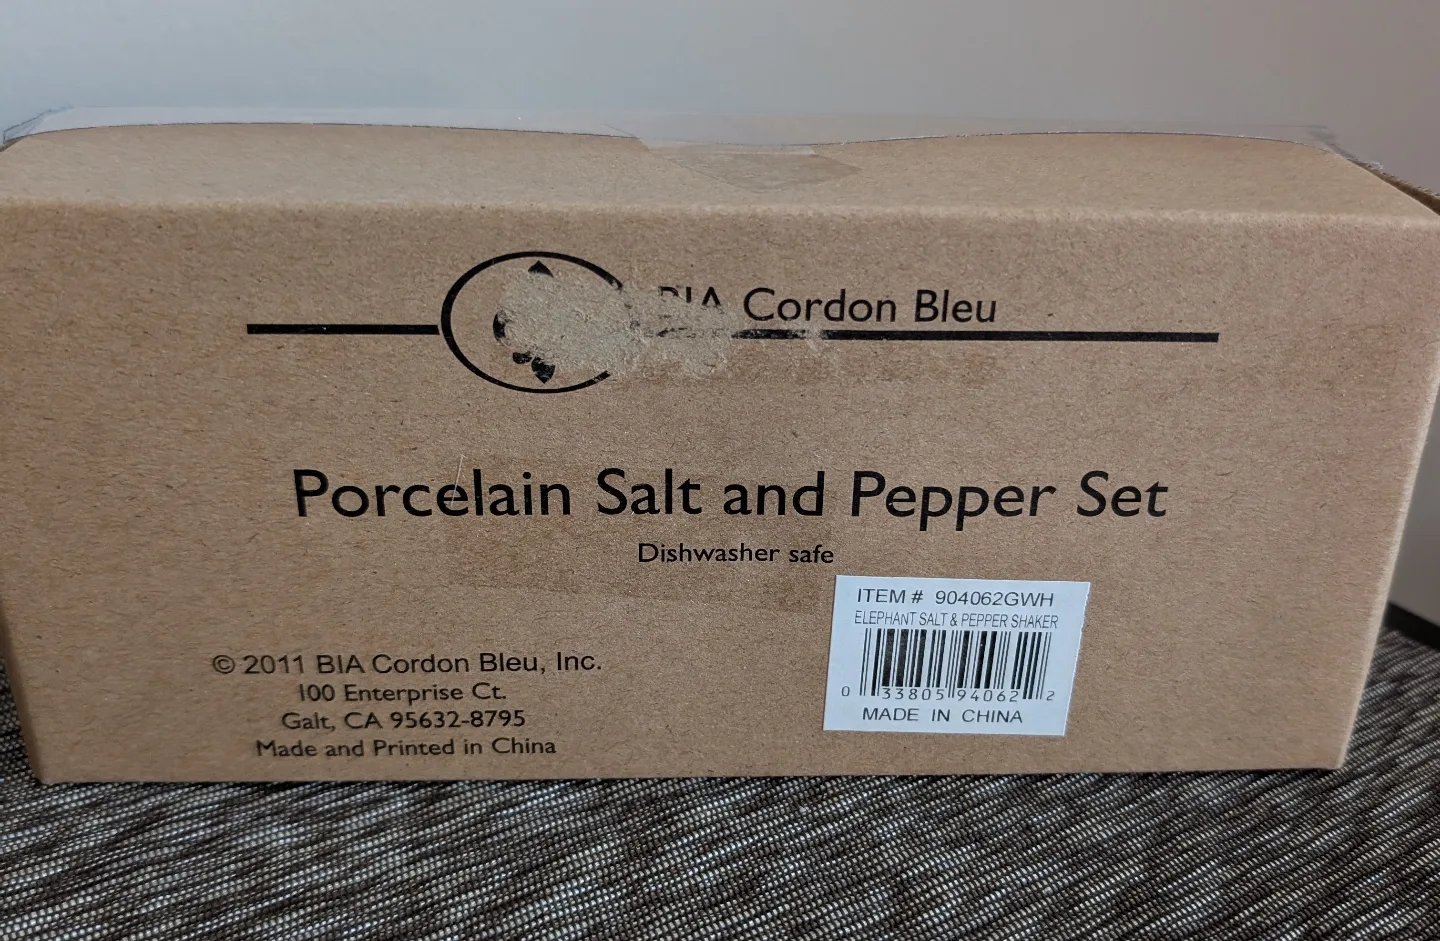 BIA Cordon Bleu
Porcelain Salt and Pepper Set
Dishwasher safe
ITEM # 904062GWH
ELEPHANT SALT & PEPPER SHAKER
0 33805 94062 2
MADE IN CHINA
© 2011 BIA Cordon Bleu, Inc.
100 Enterprise Ct.
Galt, CA 95632-8795
Made and Printed in China